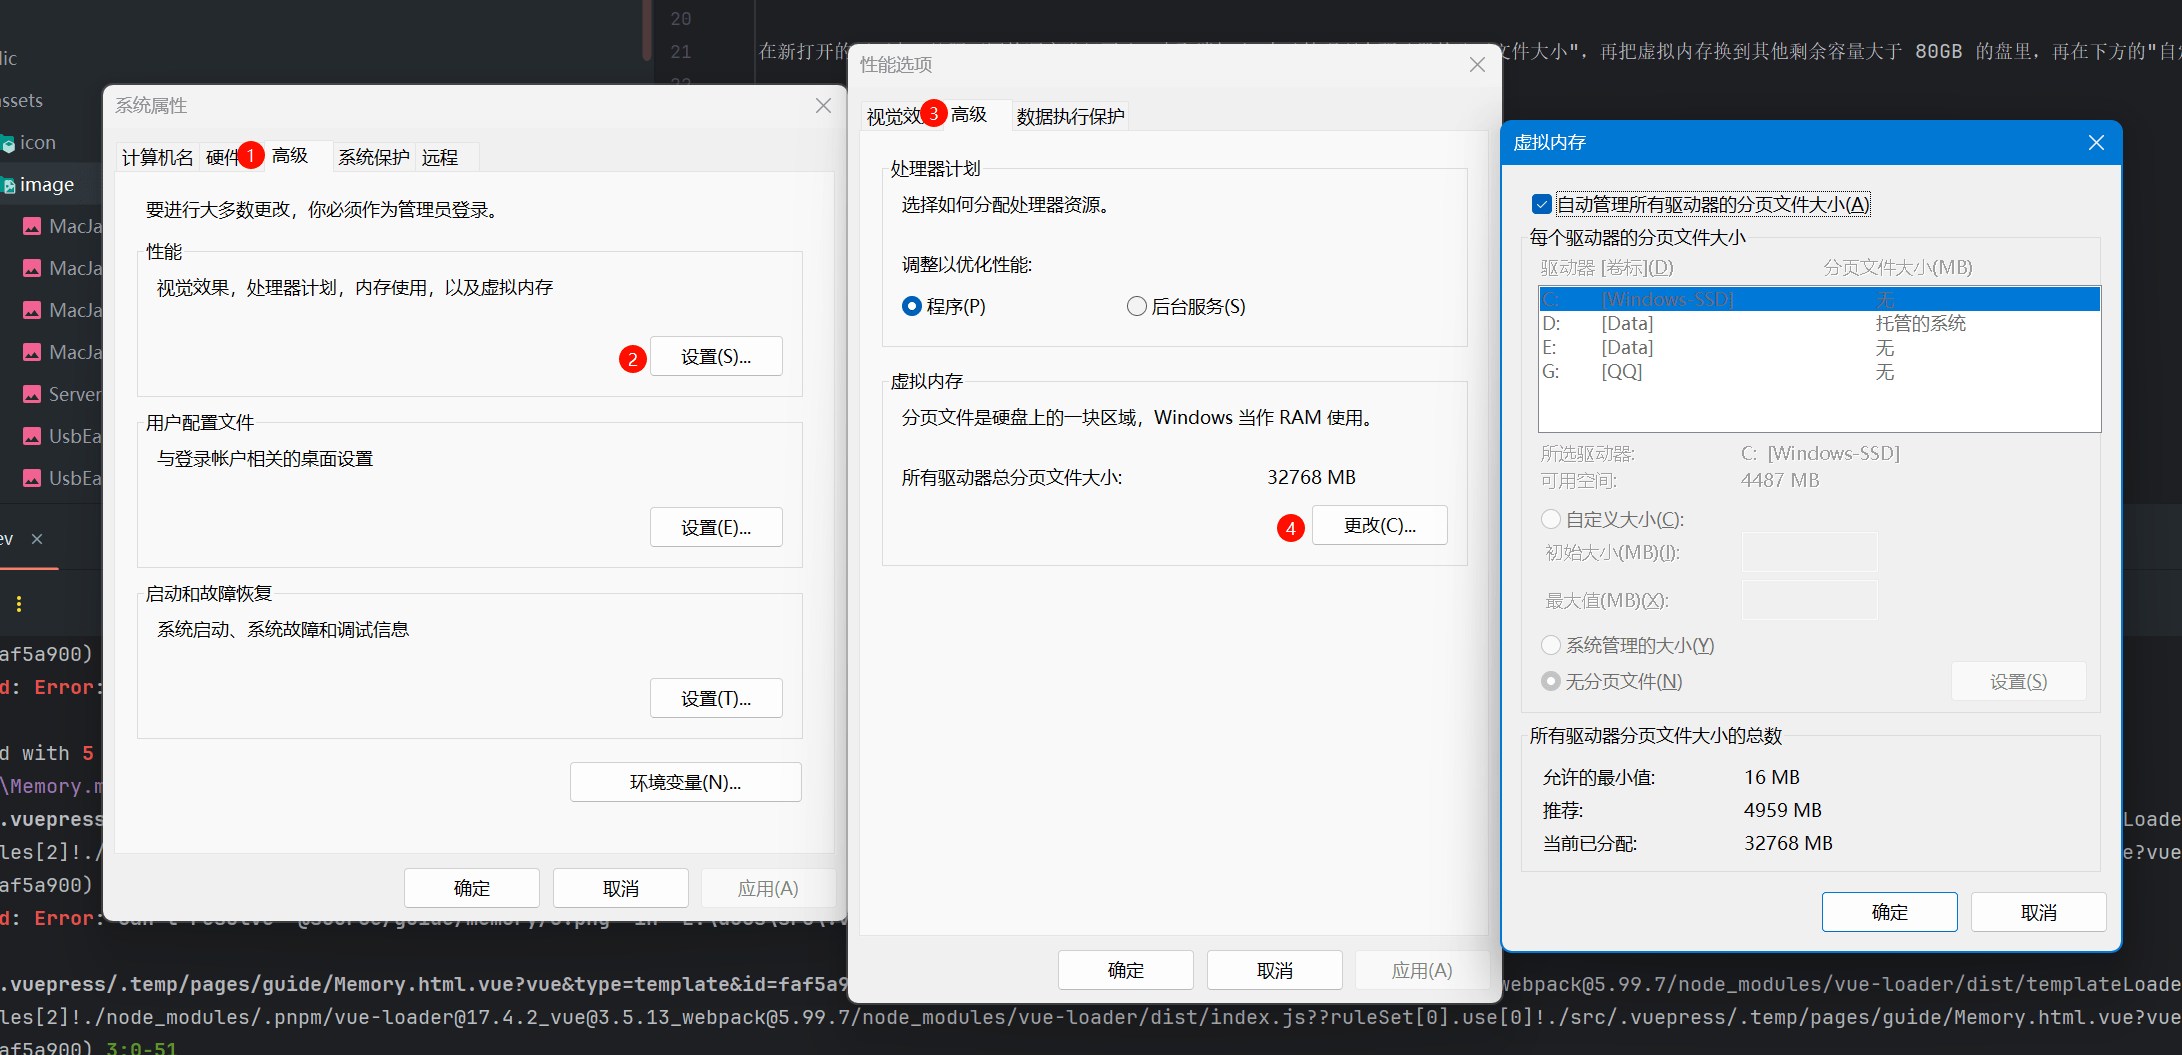 20
21
在新打开的
文件大小"，再把虚拟内存换到其他剩余容量大于 80GB 的盘里，再在下方的"自
lic
ssets
icon
image
MacJa
MacJa
MacJa
MacJa
Server
UsbEa
UsbEa
ev
系统属性
计算机名
硬件
1
高级
系统保护
远程
要进行大多数更改，你必须作为管理员登录。
性能
视觉效果，处理器计划，内存使用，以及虚拟内存
2
设置(S)...
用户配置文件
与登录帐户相关的桌面设置
设置(E)...
启动和故障恢复
系统启动、系统故障和调试信息
设置(T)...
环境变量(N)...
确定
取消
应用(A)
性能选项
视觉效
3
高级
数据执行保护
处理器计划
选择如何分配处理器资源。
调整以优化性能:
程序(P)
后台服务(S)
虚拟内存
分页文件是硬盘上的一块区域，Windows 当作 RAM 使用。
所有驱动器总分页文件大小:
32768 MB
4
更改(C)...
确定
取消
应用(A)
虚拟内存
自动管理所有驱动器的分页文件大小(A)
每个驱动器的分页文件大小
驱动器 [卷标](D)
分页文件大小(MB)
C: [Windows-SSD] 无
D: [Data] 托管的系统
E: [Data] 无
G: [QQ] 无
所选驱动器: C: [Windows-SSD]
可用空间: 4487 MB
自定义大小(C):
初始大小(MB)(I):
最大值(MB)(X):
系统管理的大小(Y)
无分页文件(N)
设置(S)
所有驱动器分页文件大小的总数
允许的最小值: 16 MB
推荐: 4959 MB
当前已分配: 32768 MB
确定
取消
af5a900)
d: Error:
d with 5
\Memory.m
.vuepress
Loade
les[2]!./
e?vue
af5a900)
d: Error:
.vuepress/.temp/pages/guide/Memory.html.vue?vue&type=template&id=faf5a9
webpack@5.99.7/node_modules/vue-loader/dist/templateLoade
les[2]!./node_modules/.pnpm/vue-loader@17.4.2_vue@3.5.13_webpack@5.99.7/node_modules/vue-loader/dist/index.js??ruleSet[0].use[0]!./src/.vuepress/.temp/pages/guide/Memory.html.vue?vue
af5a900) 3:0-51